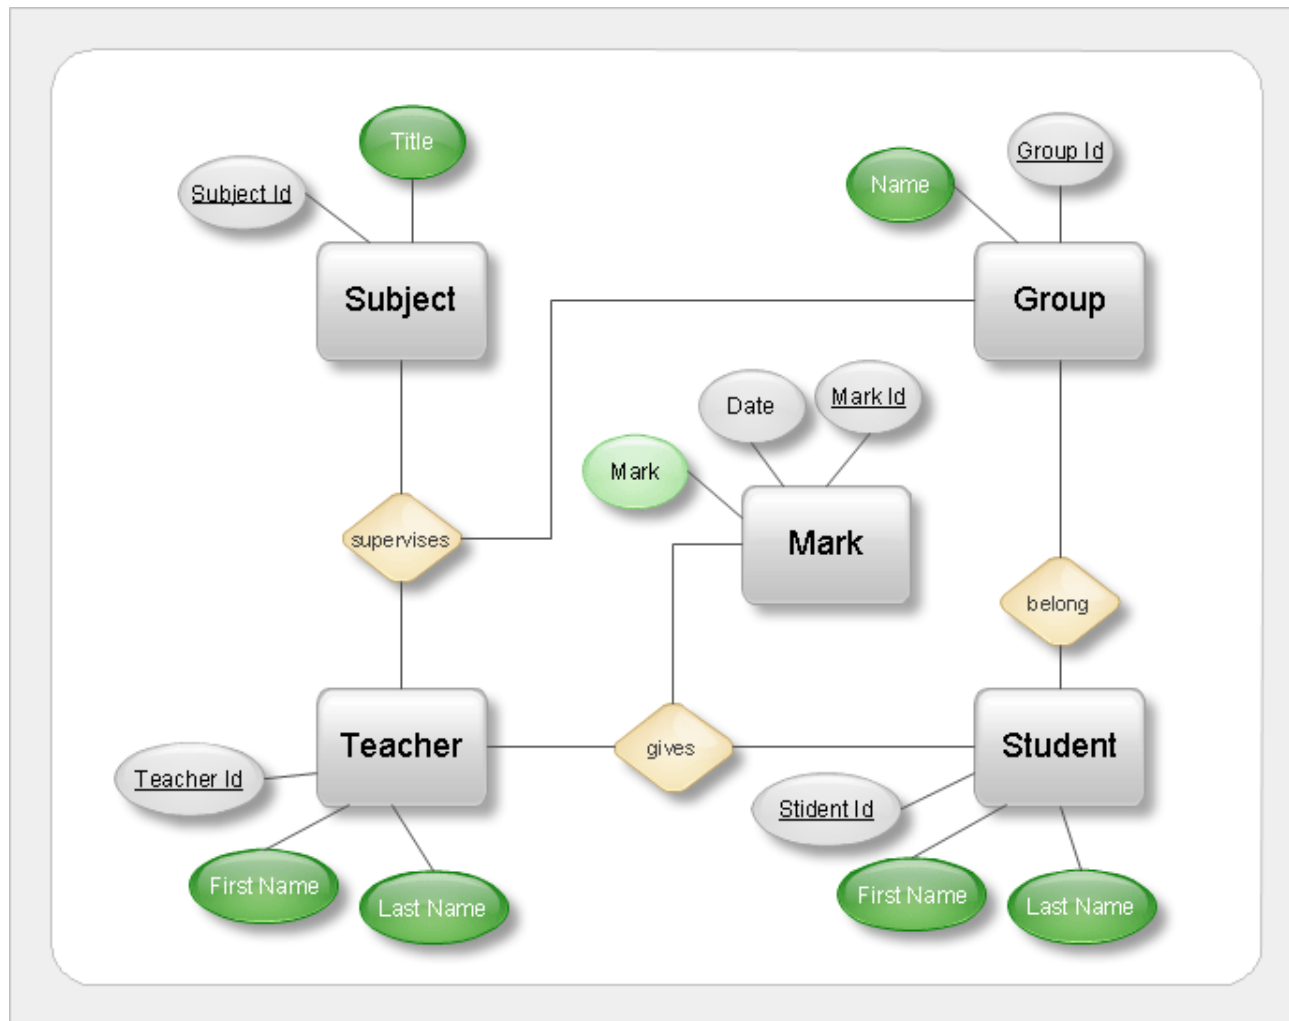 Title
Subject Id
Group Id
Name
Subject
Group
Date
Mark Id
Mark
Mark
supervises
belong
Teacher
gives
Student
Teacher Id
Stident Id
First Name
Last Name
First Name
Last Name